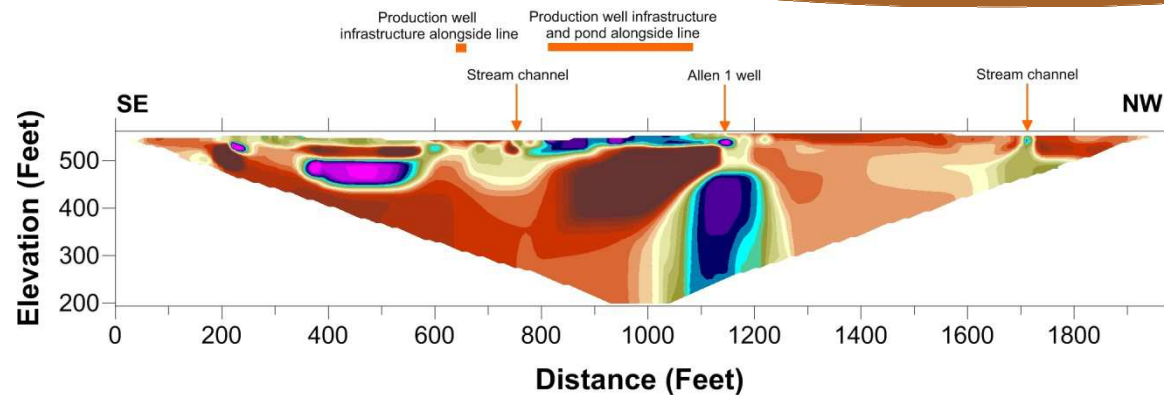 Production well
infrastructure alongside line
Production well infrastructure
and pond alongside line
Stream channel
Allen 1 well
Stream channel
SE
NW
Elevation (Feet)
500
400
300
200
0
200
400
600
800
1000
1200
1400
1600
1800
Distance (Feet)